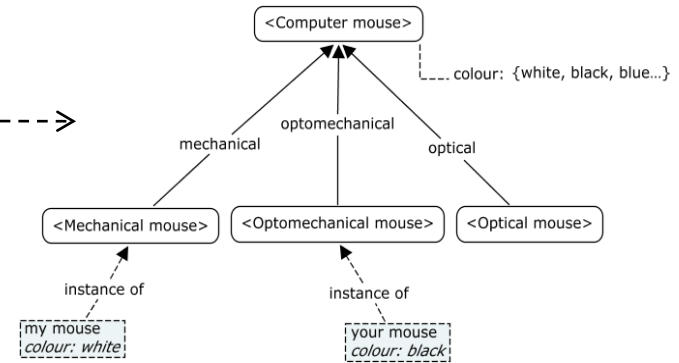 <Computer mouse>
colour: {white, black, blue...}
mechanical
optomechanical
optical
<Mechanical mouse>
<Optomechanical mouse>
<Optical mouse>
instance of
instance of
my mouse
colour: white
your mouse
colour: black